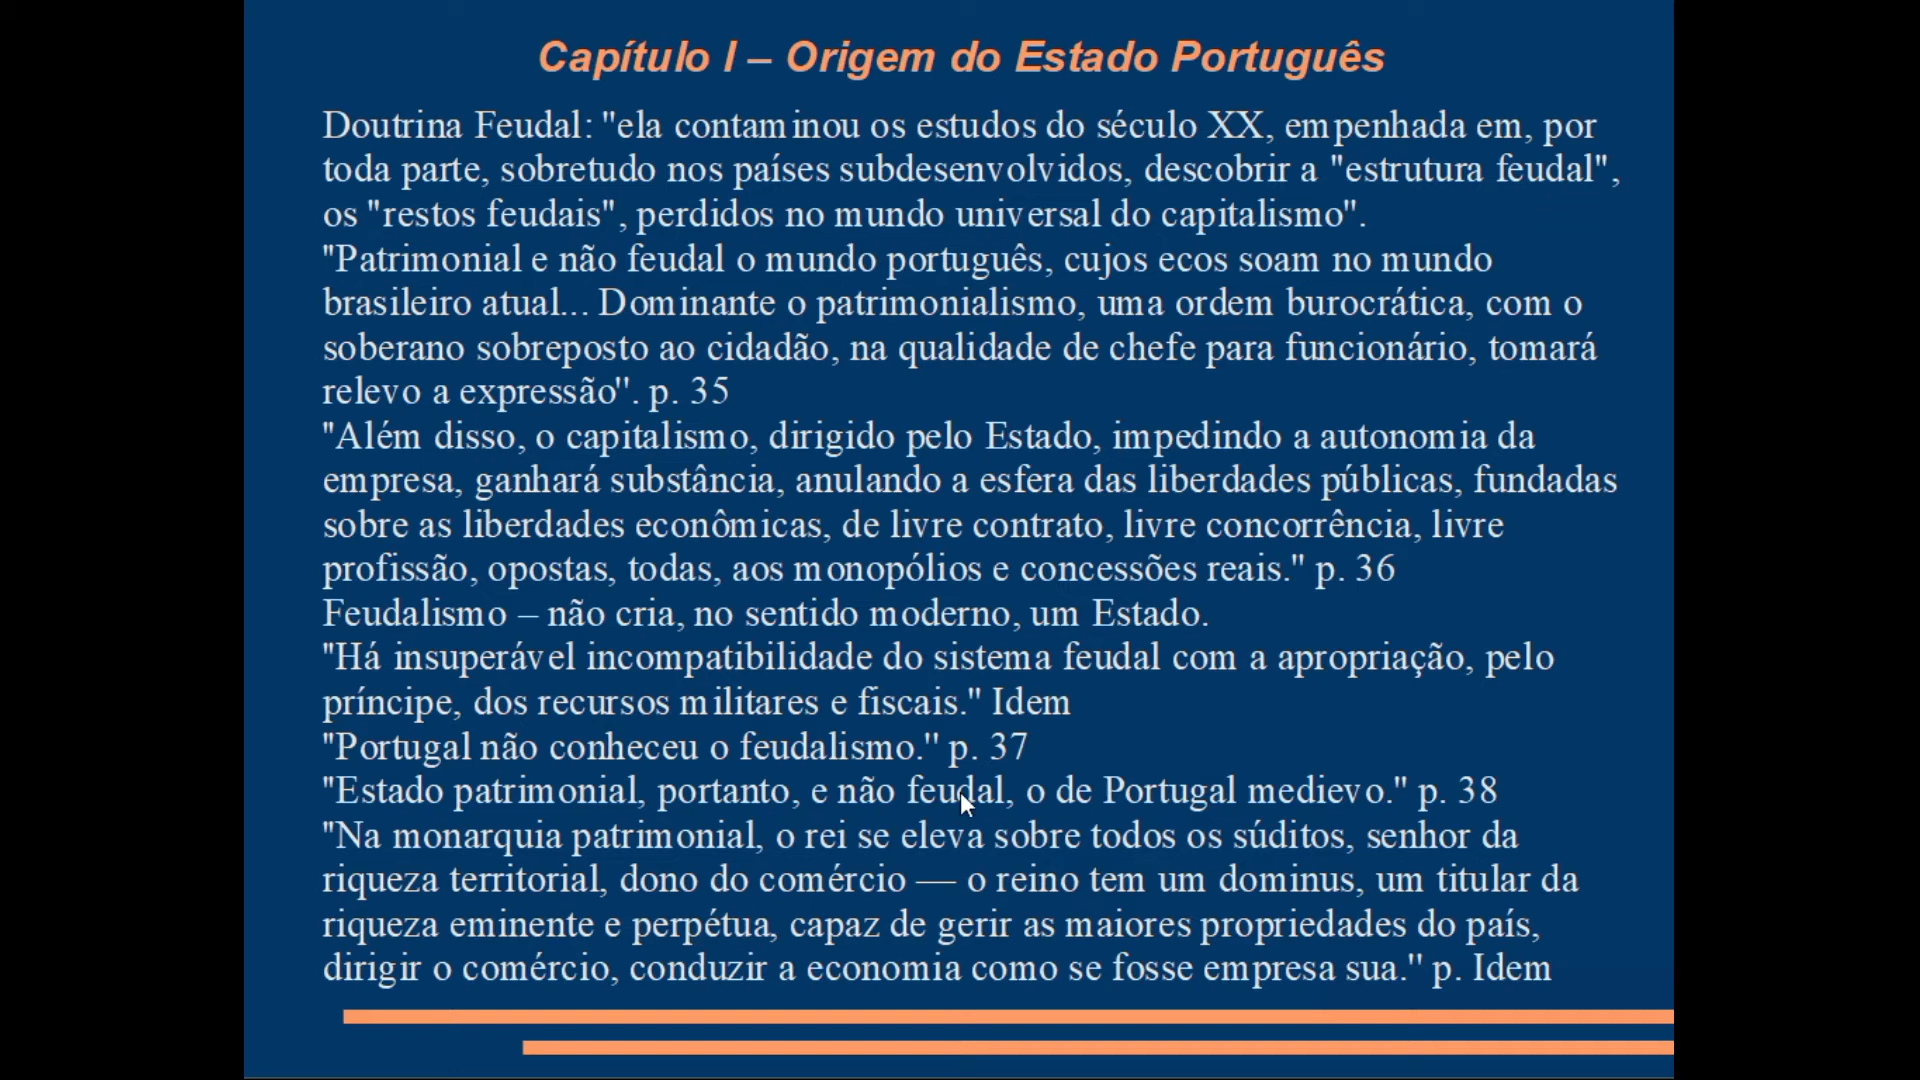 Capítulo I – Origem do Estado Português
Doutrina Feudal: "ela contaminou os estudos do século XX, empenhada em, por
toda parte, sobretudo nos países subdesenvolvidos, descobrir a "estrutura feudal",
os "restos feudais", perdidos no mundo universal do capitalismo".
"Patrimonial e não feudal o mundo português, cujos ecos soam no mundo
brasileiro atual... Dominante o patrimonialismo, uma ordem burocrática, com o
soberano sobreposto ao cidadão, na qualidade de chefe para funcionário, tomará
relevo a expressão". p. 35
"Além disso, o capitalismo, dirigido pelo Estado, impedindo a autonomia da
empresa, ganhará substância, anulando a esfera das liberdades públicas, fundadas
sobre as liberdades econômicas, de livre contrato, livre concorrência, livre
profissão, opostas, todas, aos monopólios e concessões reais." p. 36
Feudalismo – não cria, no sentido moderno, um Estado.
"Há insuperável incompatibilidade do sistema feudal com a apropriação, pelo
príncipe, dos recursos militares e fiscais." Idem
"Portugal não conheceu o feudalismo." p. 37
"Estado patrimonial, portanto, e não feudal, o de Portugal medievo." p. 38
"Na monarquia patrimonial, o rei se eleva sobre todos os súditos, senhor da
riqueza territorial, dono do comércio — o reino tem um dominus, um titular da
riqueza eminente e perpétua, capaz de gerir as maiores propriedades do país,
dirigir o comércio, conduzir a economia como se fosse empresa sua." p. Idem